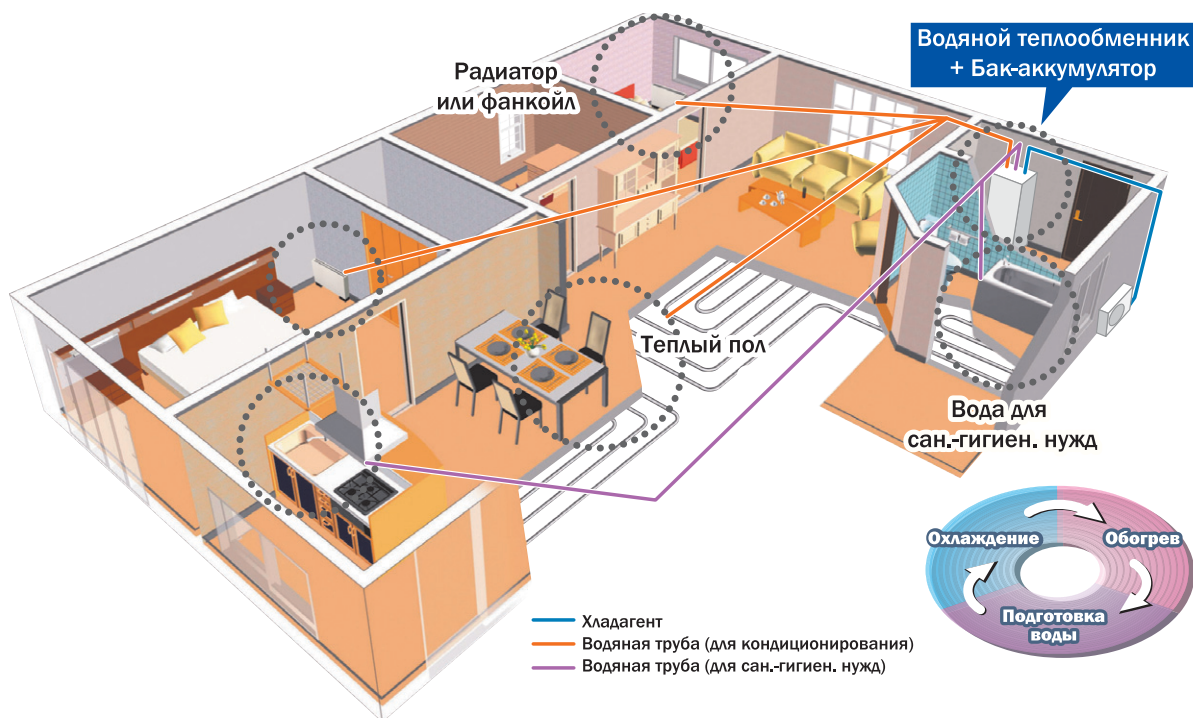 Водяной теплообменник
+ Бак-аккумулятор
Радиатор
или фанкойл
Теплый пол
Вода для
сан.-гигиен. нужд
Охлаждение
Обогрев
Подготовка
воды
Хладагент
Водяная труба (для кондиционирования)
Водяная труба (для сан.-гигиен. нужд)